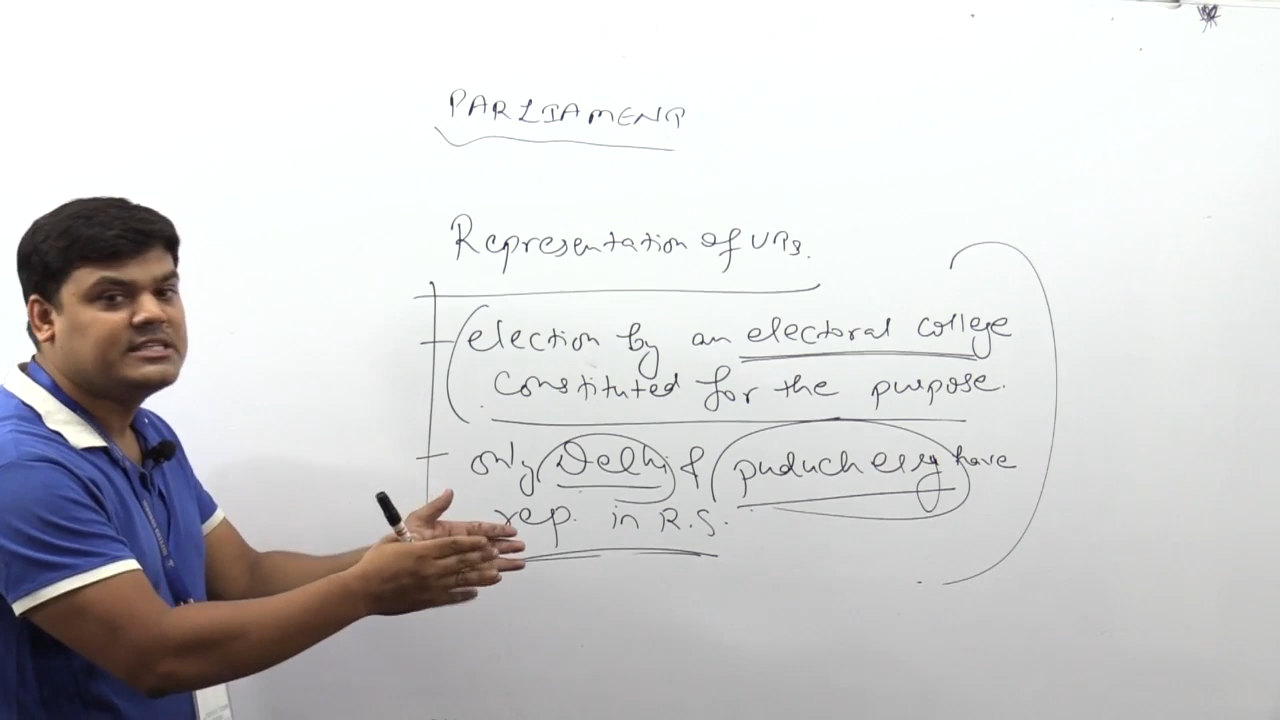 PARLIAMENT
Representation of UTs.
election by an electoral college
constituted for the purpose.
only Delhi & puducherry have
rep. in R.S.